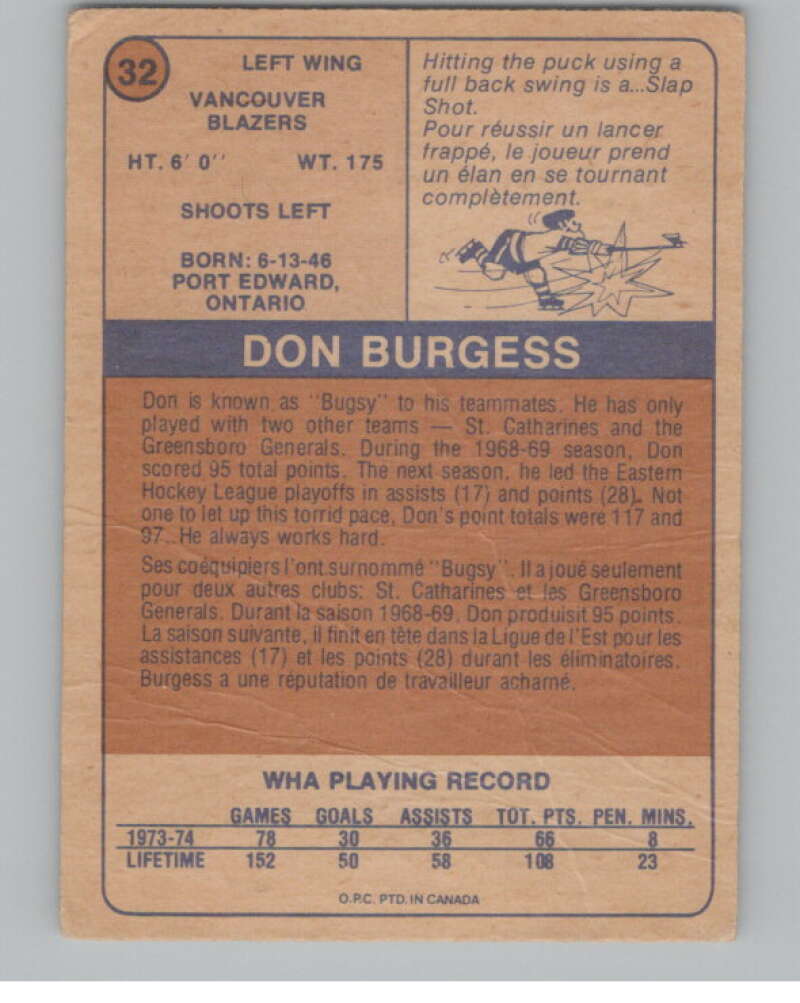 32
LEFT WING
VANCOUVER
BLAZERS
HT. 6' 0'' WT. 175
SHOOTS LEFT
BORN: 6-13-46
PORT EDWARD,
ONTARIO
Hitting the puck using a
full back swing is a...Slap
Shot.
Pour réussir un lancer
frappé, le joueur prend
un élan en se tournant
complètement.
DON BURGESS
Don is known as "Bugsy" to his teammates. He has only
played with two other teams — St. Catharines and the
Greensboro Generals. During the 1968-69 season, Don
scored 95 total points. The next season, he led the Eastern
Hockey League playoffs in assists (17) and points (28). Not
one to let up this torrid pace, Don's point totals were 117 and
97. He always works hard.
Ses coéquipiers l'ont surnommé "Bugsy". Il a joué seulement
pour deux autres clubs: St. Catharines et les Greensboro
Generals. Durant la saison 1968-69, Don produisit 95 points.
La saison suivante, il finit en tête dans la Ligue de l'Est pour les
assistances (17) et les points (28) durant les éliminatoires.
Burgess a une réputation de travailleur acharné.
WHA PLAYING RECORD
GAMES GOALS ASSISTS TOT. PTS. PEN. MINS.
1973-74 78 30 36 66 8
LIFETIME 152 50 58 108 23
O.P.C. PTD. IN CANADA